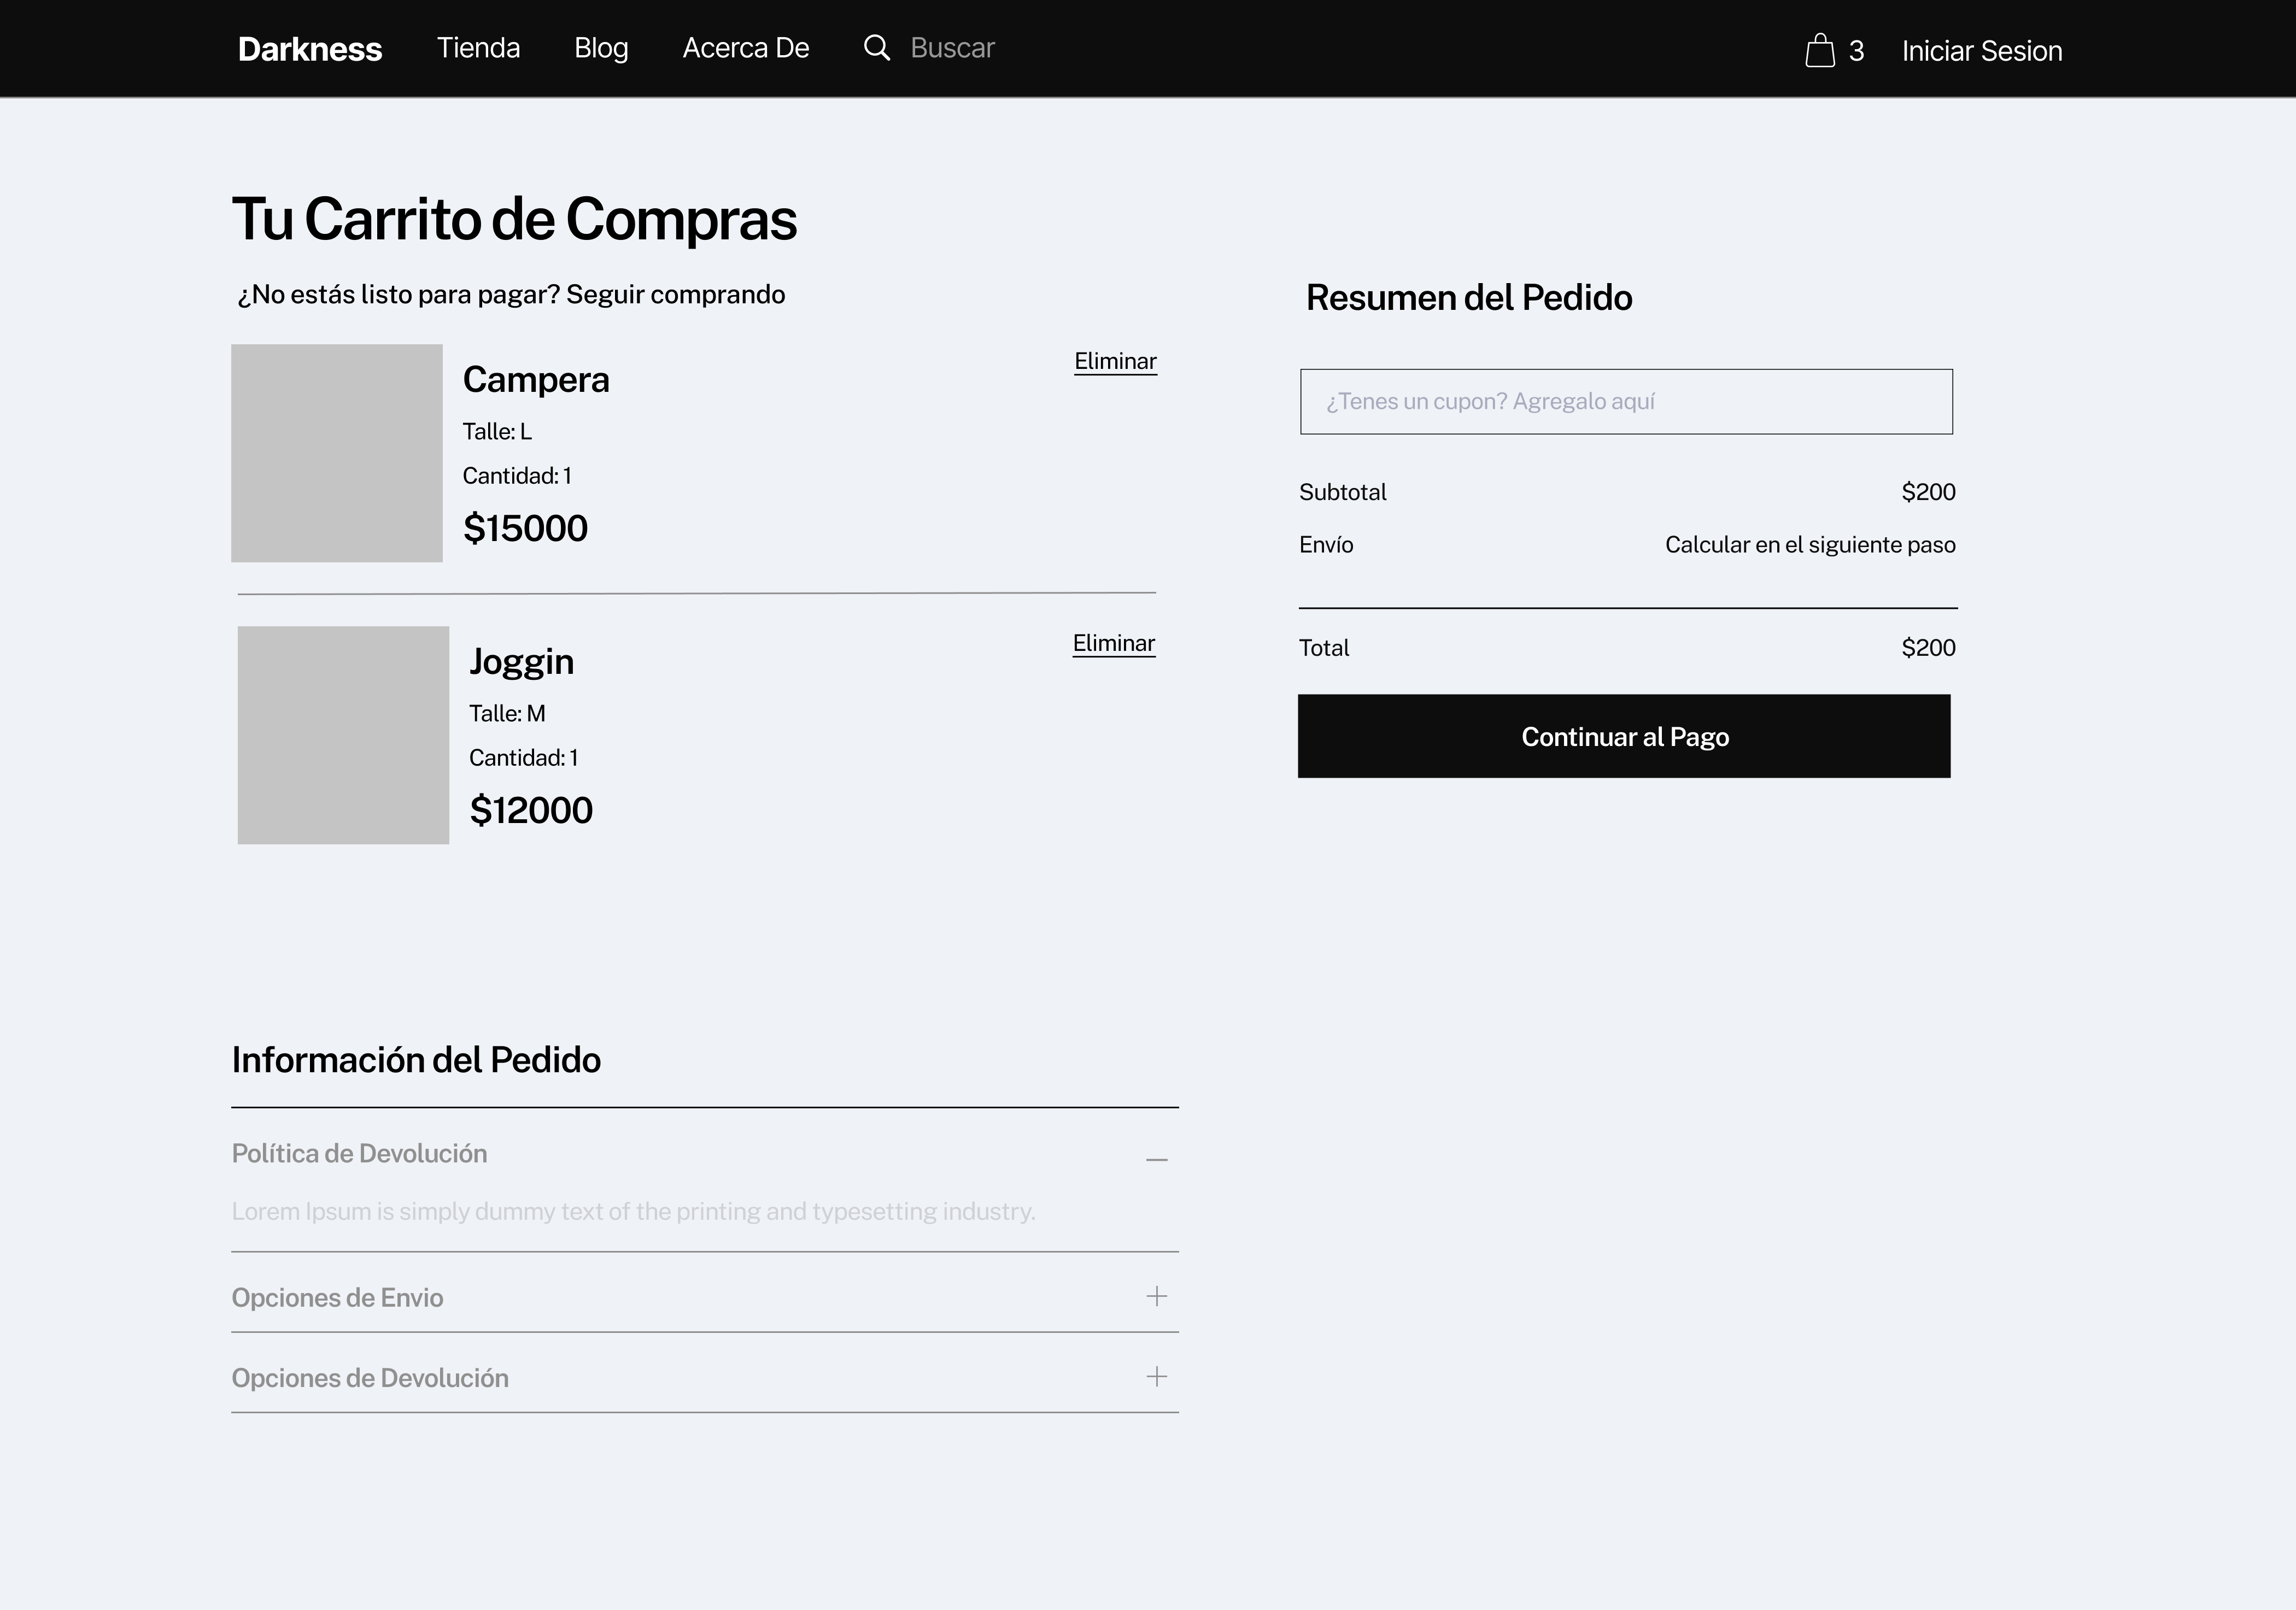 Darkness Tienda Blog Acerca De Buscar 3 Iniciar Sesion
Tu Carrito de Compras
¿No estás listo para pagar? Seguir comprando
Campera
Eliminar
Talle: L
Cantidad: 1
$15000
Joggin
Eliminar
Talle: M
Cantidad: 1
$12000
Resumen del Pedido
¿Tenes un cupon? Agregalo aquí
Subtotal $200
Envío Calcular en el siguiente paso
Total $200
Continuar al Pago
Información del Pedido
Política de Devolución
Lorem Ipsum is simply dummy text of the printing and typesetting industry.
Opciones de Envio
Opciones de Devolución